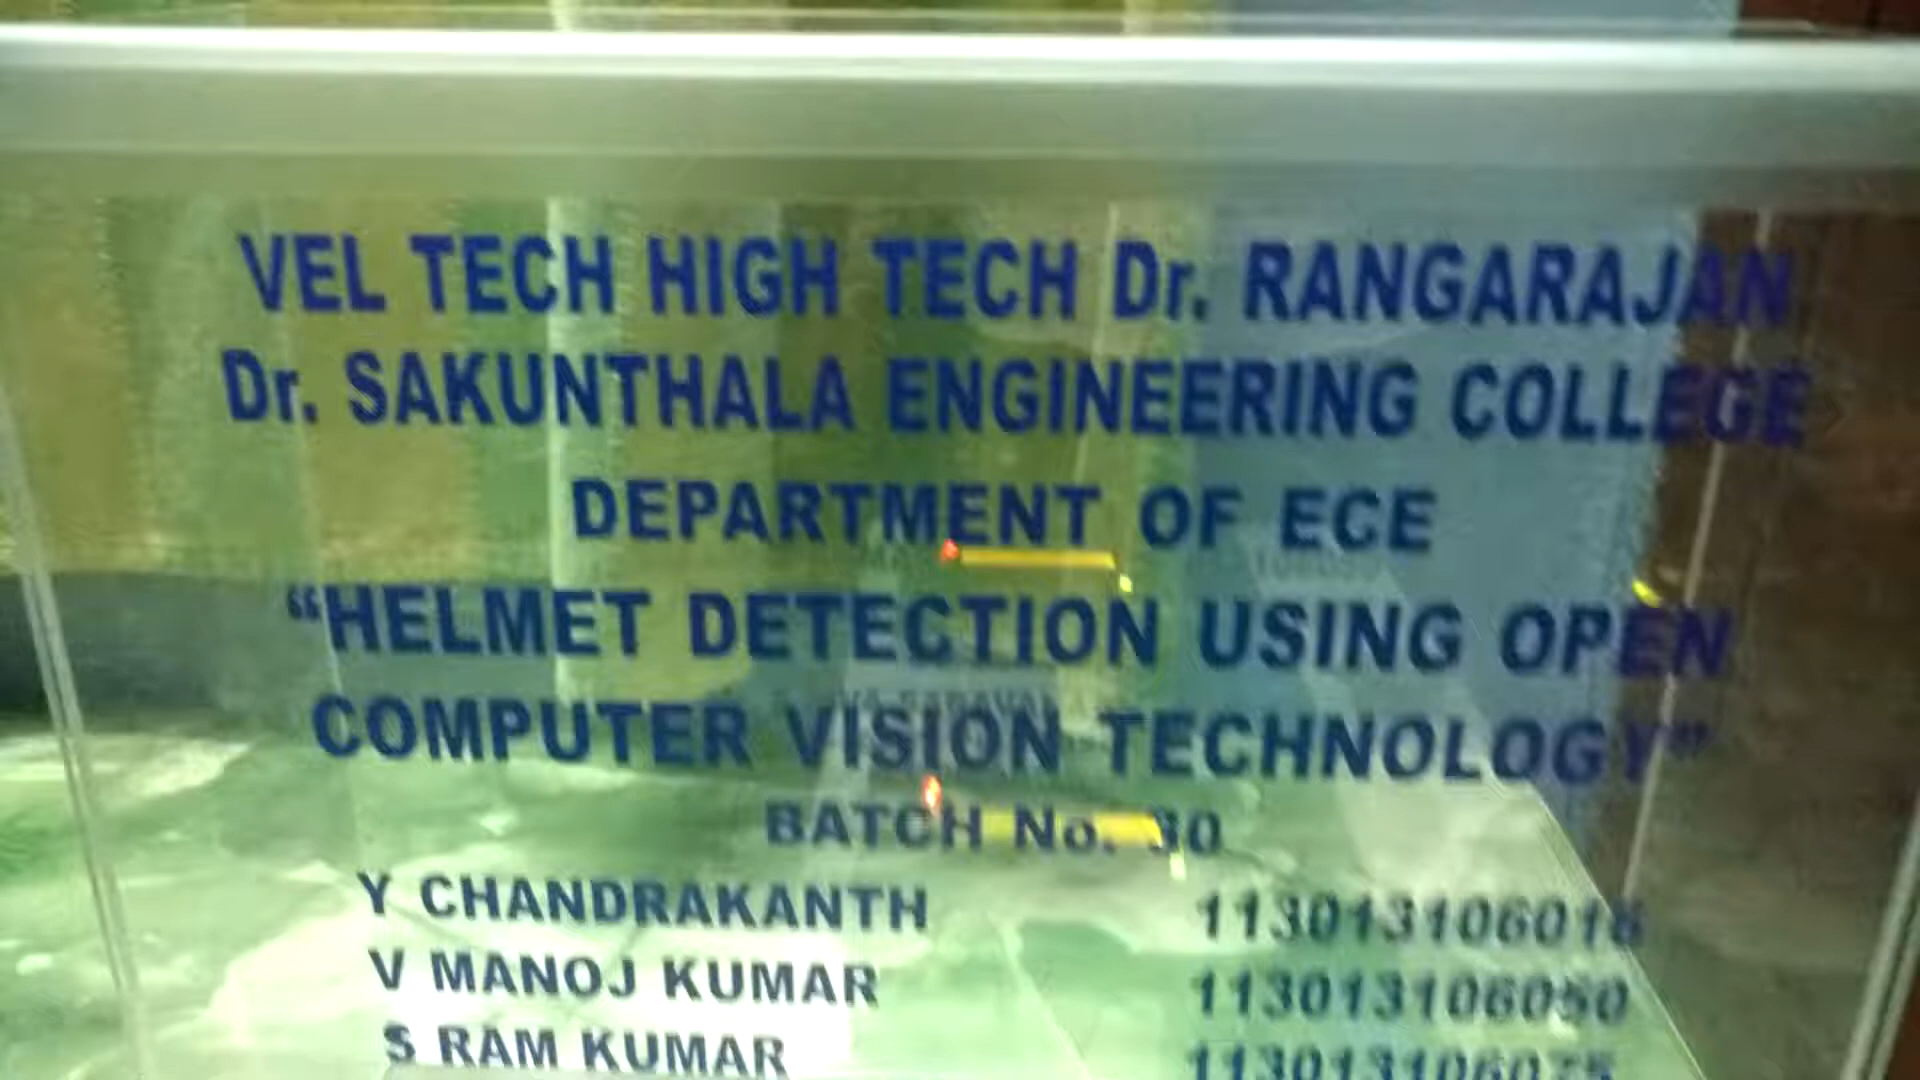 VEL TECH HIGH TECH Dr. RANGARAJAN
Dr. SAKUNTHALA ENGINEERING COLLEGE
DEPARTMENT OF ECE
“HELMET DETECTION USING OPEN
COMPUTER VISION TECHNOLOGY”
BATCH No. 30
Y CHANDRAKANTH
V MANOJ KUMAR 113013106050
S RAM KUMAR